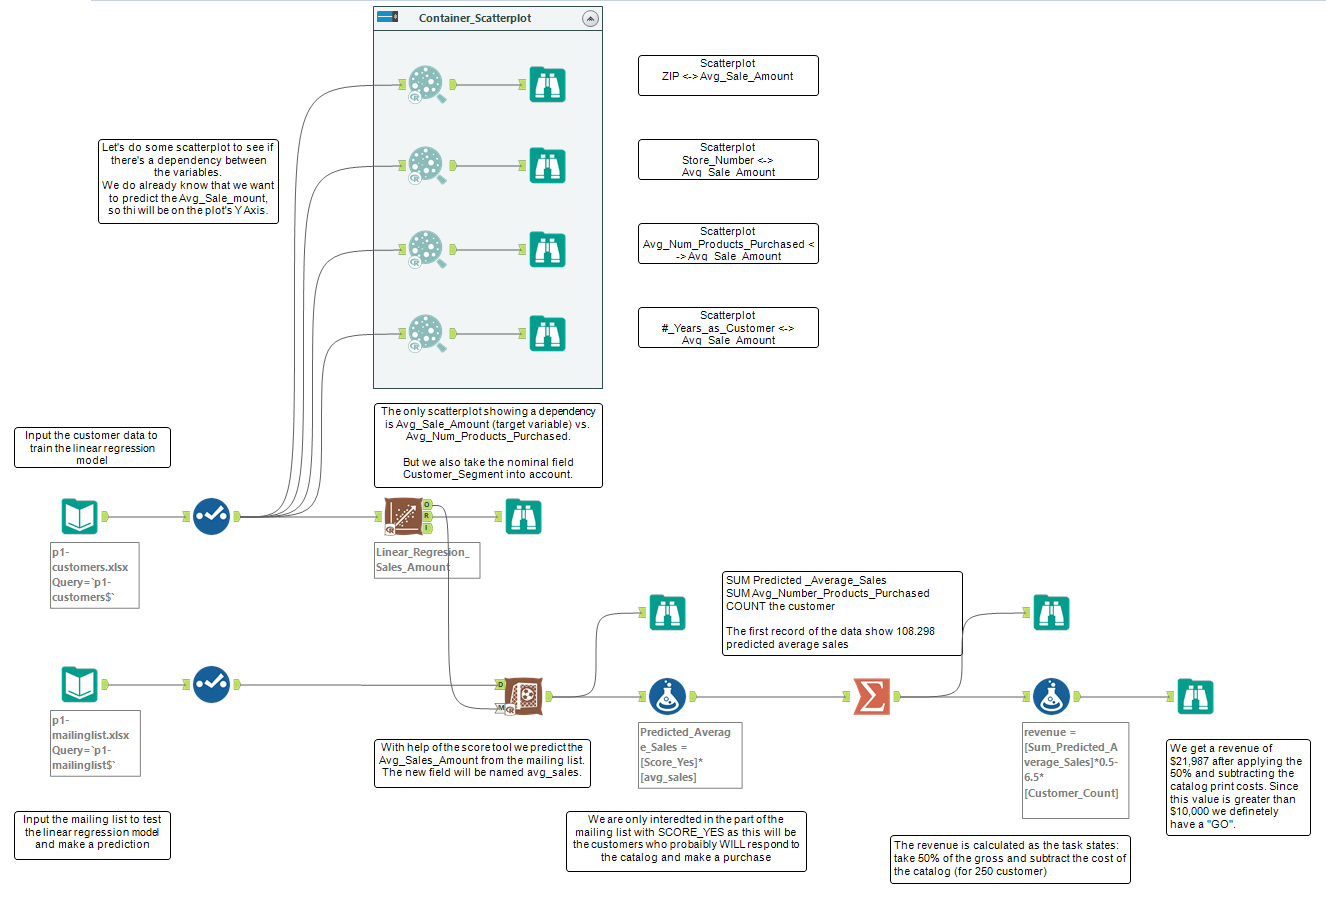 Container_Scatterplot
Scatterplot
ZIP <-> Avg_Sale_Amount
Let's do some scatterplot to see if
there's a dependency between
the variables.
We do already know that we want
to predict the Avg_Sale_mount,
so thi will be on the plot's Y Axis.
Scatterplot
Store_Number <->
Avg_Sale_Amount
Scatterplot
Avg_Num_Products_Purchased <
-> Avg_Sale_Amount
Scatterplot
#_Years_as_Customer <->
Avg_Sale_Amount
The only scatterplot showing a dependency
is Avg_Sale_Amount (target variable) vs.
Avg_Num_Products_Purchased.
But we also take the nominal field
Customer_Segment into account.
Input the customer data to
train the linear regression
model
O
R
I
R
p1-
customers.xlsx
Query=`p1-
customers$`
Linear_Regresion_
Sales_Amount
SUM Predicted _Average_Sales
SUM Avg_Number_Products_Purchased
COUNT the customer
The first record of the data show 108.298
predicted average sales
D
M
R
p1-
mailinglist.xlsx
Query=`p1-
mailinglist$`
With help of the score tool we predict the
Avg_Sales_Amount from the mailing list.
The new field will be named avg_sales.
Predicted_Averag
e_Sales =
[Score_Yes]*
[avg_sales]
Σ
revenue =
[Sum_Predicted_A
verage_Sales]*0.5-
6.5*
[Customer_Count]
We get a revenue of
$21,987 after applying the
50% and subtracting the
catalog print costs. Since
this value is greater than
$10,000 we definetely
have a "GO".
Input the mailing list to test
the linear regression model
and make a prediction
We are only interedted in the part of the
mailing list with SCORE_YES as this will be
the customers who probaibly WILL respond to
the catalog and make a purchase
The revenue is calculated as the task states:
take 50% of the gross and subtract the cost of
the catalog (for 250 customer)